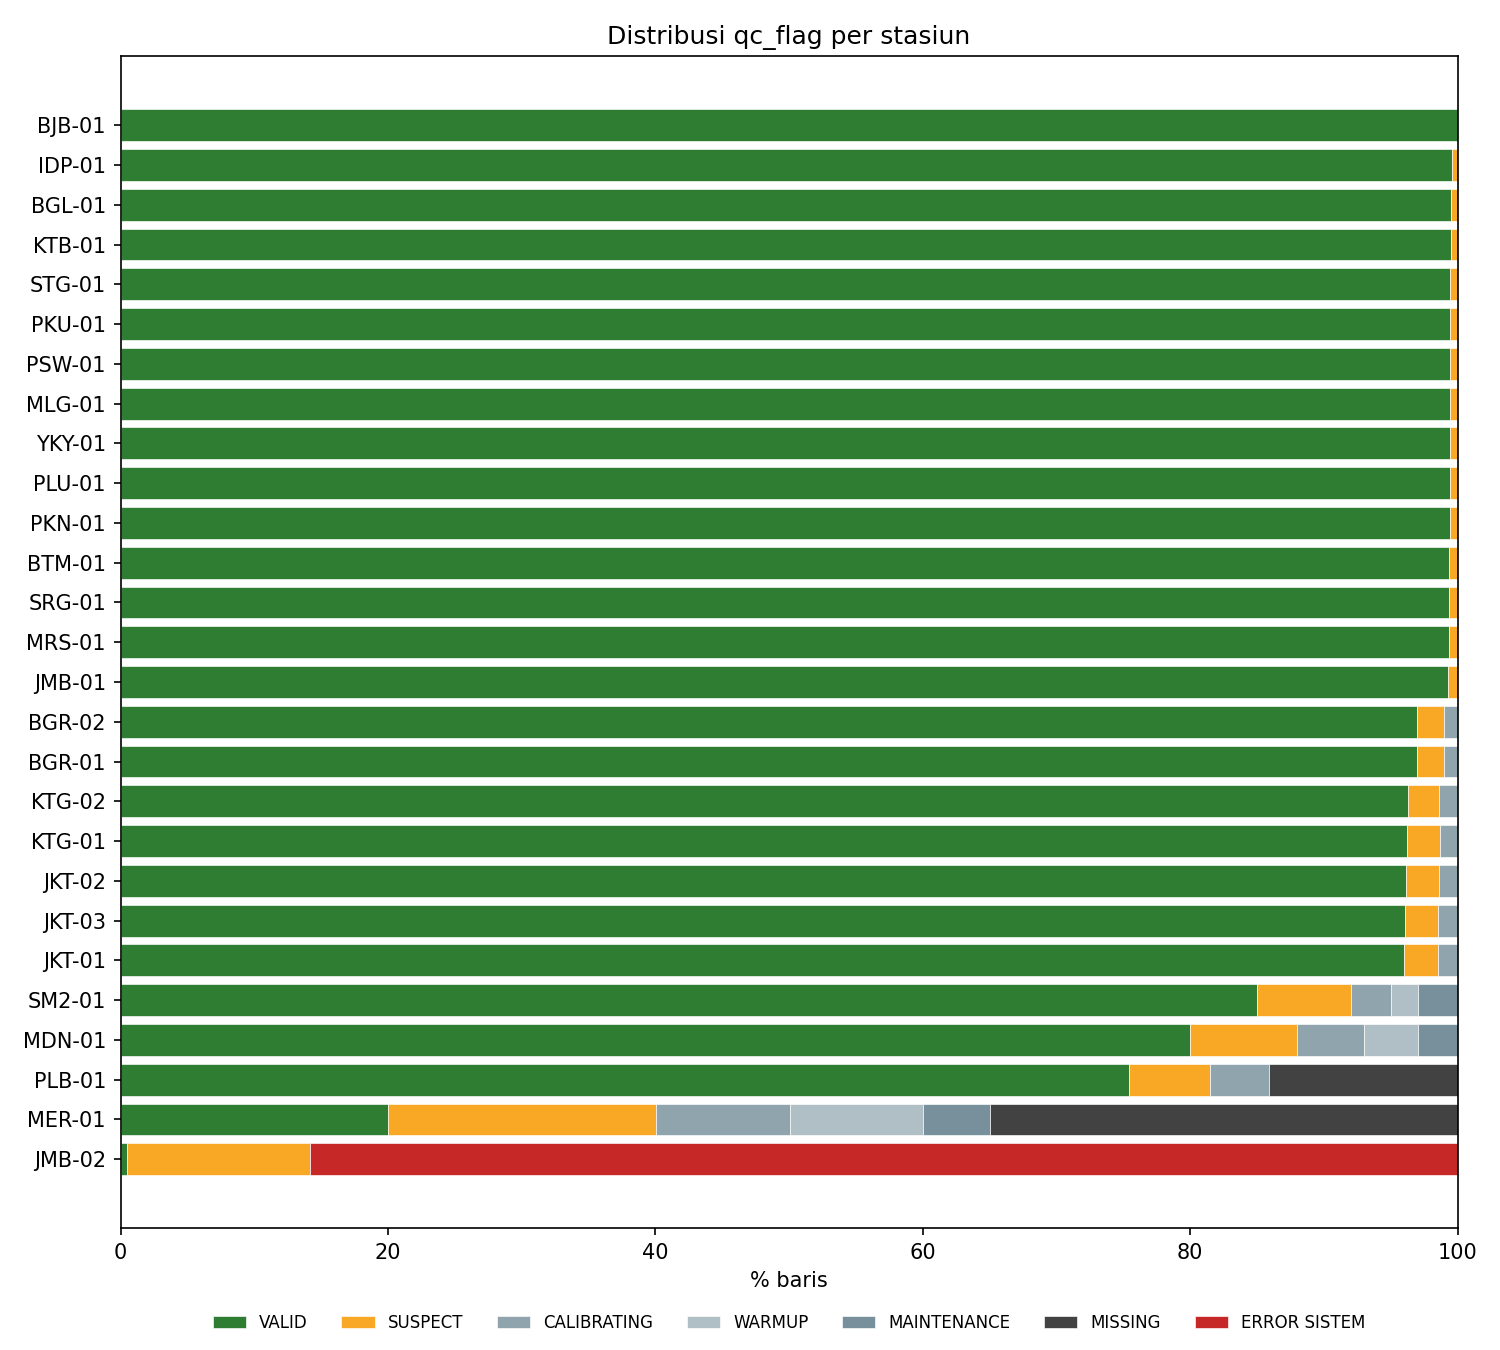 Distribusi qc_flag per stasiun
BJB-01
IDP-01
BGL-01
KTB-01
STG-01
PKU-01
PSW-01
MLG-01
YKY-01
PLU-01
PKN-01
BTM-01
SRG-01
MRS-01
JMB-01
BGR-02
BGR-01
KTG-02
KTG-01
JKT-02
JKT-03
JKT-01
SM2-01
MDN-01
PLB-01
MER-01
JMB-02
0 20 40 60 80 100
% baris
VALID SUSPECT CALIBRATING WARMUP MAINTENANCE MISSING ERROR SISTEM